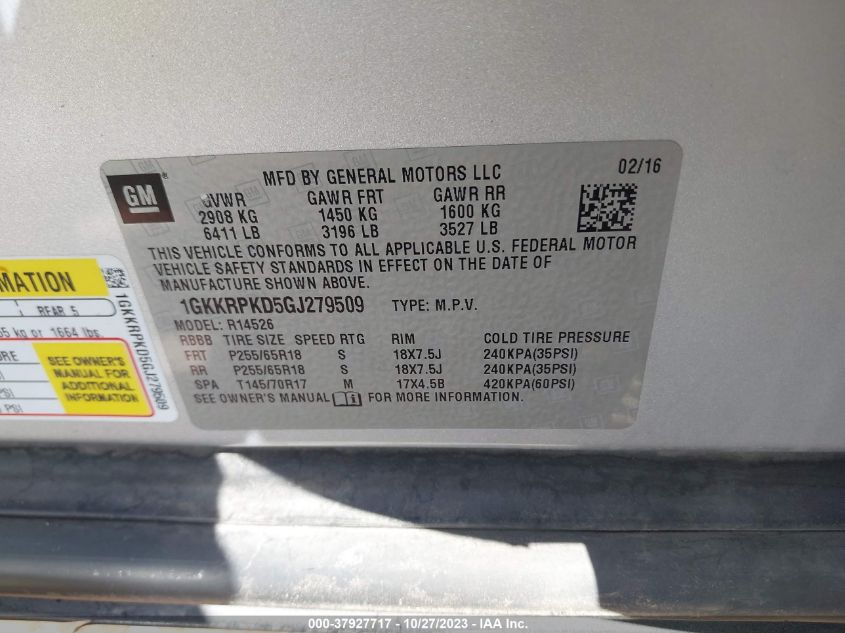 MFD BY GENERAL MOTORS LLC 02/16
GM
GVWR GAWR FRT GAWR RR
2908 KG 1450 KG 1600 KG
6411 LB 3196 LB 3527 LB
THIS VEHICLE CONFORMS TO ALL APPLICABLE U.S. FEDERAL MOTOR
VEHICLE SAFETY STANDARDS IN EFFECT ON THE DATE OF
MANUFACTURE SHOWN ABOVE.
1GKKRPKD5GJ279509 TYPE: M.P.V.
MODEL: R14526
RBBB TIRE SIZE SPEED RTG RIM COLD TIRE PRESSURE
FRT P255/65R18 S 18X7.5J 240KPA(35PSI)
RR P255/65R18 S 18X7.5J 240KPA(35PSI)
SPA T145/70R17 M 17X4.5B 420KPA(60PSI)
SEE OWNER'S MANUAL FOR MORE INFORMATION.
REAR 5
kg or 1664 lbs
SEE OWNER'S
MANUAL FOR
ADDITIONAL
INFORMATION
PSI
1GKKRPKD5GJ279509
000-37927717 - 10/27/2023 - IAA Inc.